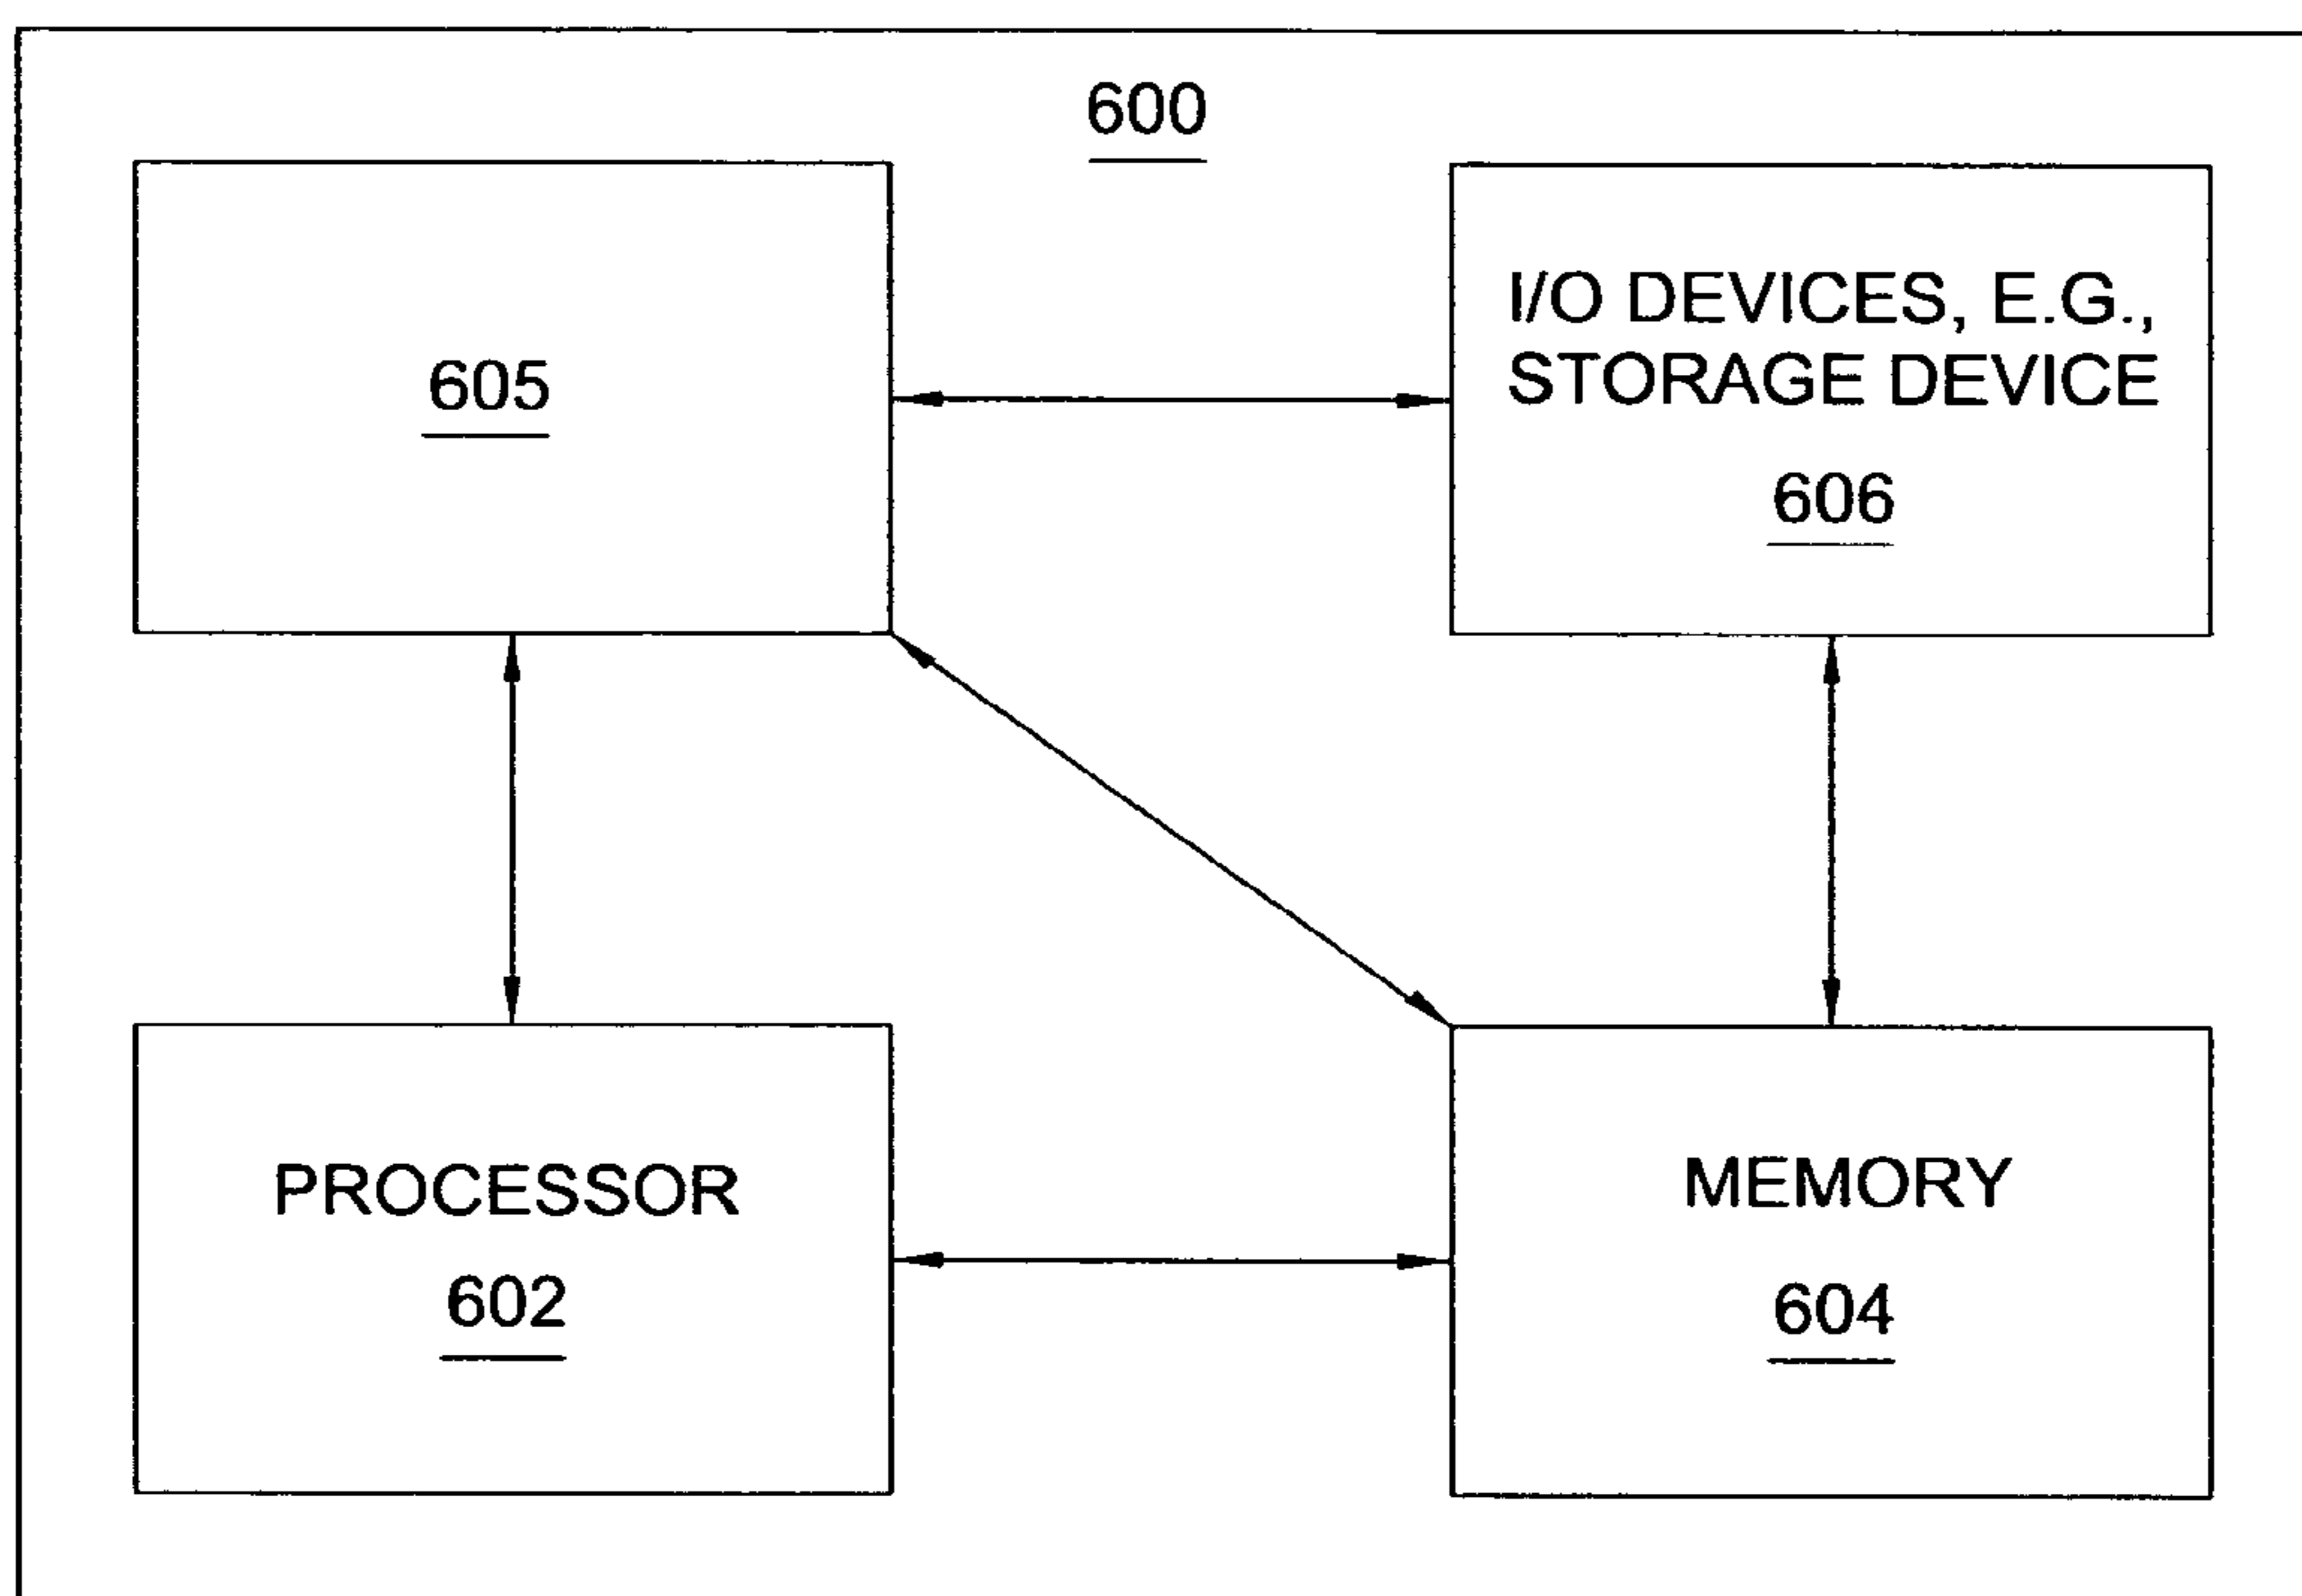 600
605
I/O DEVICES, E.G.,
STORAGE DEVICE
606
PROCESSOR
602
MEMORY
604